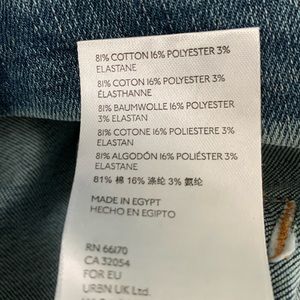 81% COTTON 16% POLYESTER 3%
ELASTANE
81% COTON 16% POLYESTER 3%
ÉLASTHANNE
81% BAUMWOLLE 16% POLYESTER
3% ELASTAN
81% COTONE 16% POLIESTERE 3%
ELASTAN
81% ALGODÓN 16% POLIÉSTER 3%
ELASTANE
81% 棉 16% 涤纶 3% 氨纶
MADE IN EGYPT
HECHO EN EGIPTO
RN 66170
CA 32054
FOR EU
URBN UK Ltd.